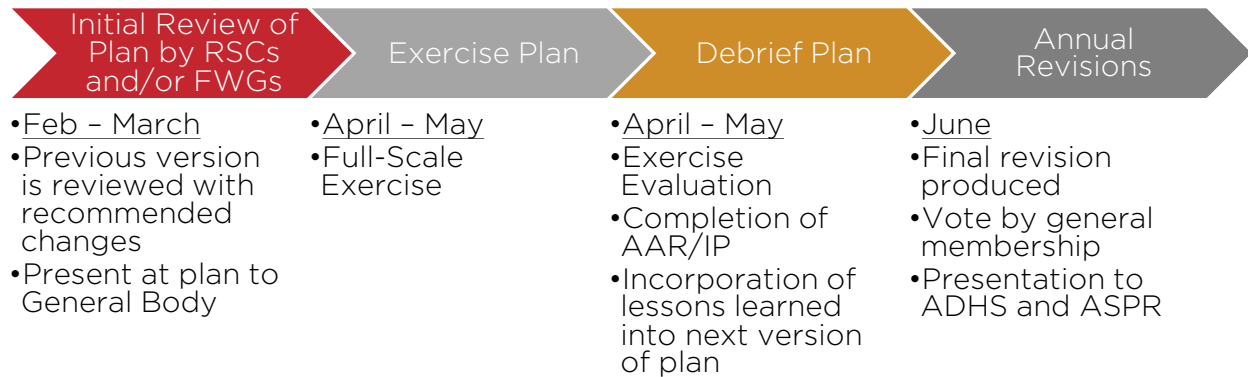 Initial Review of
Plan by RSCs
and/or FWGs
Exercise Plan
Debrief Plan
Annual
Revisions
•Feb – March
•Previous version
is reviewed with
recommended
changes
•Present at plan to
General Body
•April – May
•Full-Scale
Exercise
•April – May
•Exercise
Evaluation
•Completion of
AAR/IP
•Incorporation of
lessons learned
into next version
of plan
•June
•Final revision
produced
•Vote by general
membership
•Presentation to
ADHS and ASPR